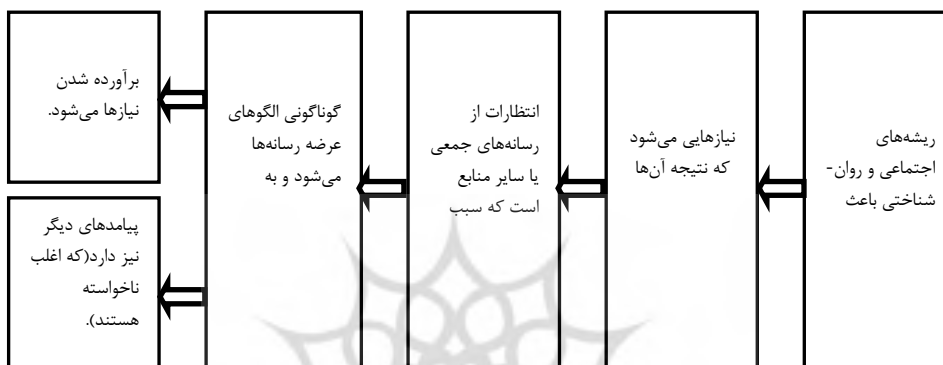 ریشه‌های
اجتماعی و روان-
شناختی باعث
نیازهایی می‌شود
که نتیجه آن‌ها
انتظارات از
رسانه‌های جمعی
یا سایر منابع
است که سبب
گوناگونی الگوهای
عرضه رسانه‌ها
می‌شود و به
برآورده شدن
نیازها می‌شود.
پیامدهای دیگر
نیز دارد(که اغلب
ناخواسته
هستند).